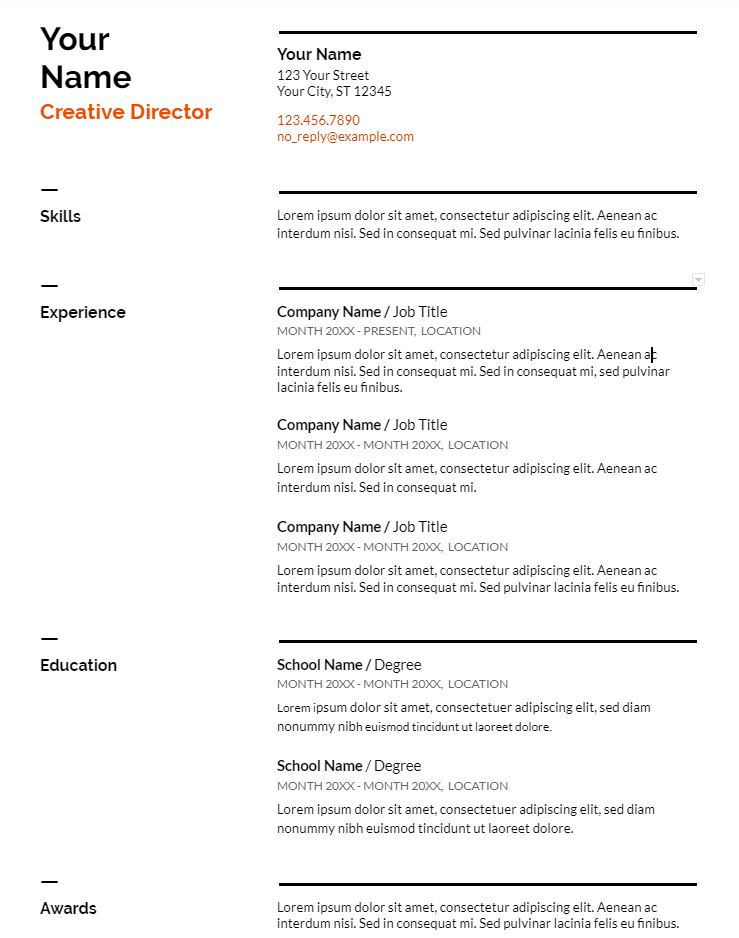 Your
Name
Creative Director
Your Name
123 Your Street
Your City, ST 12345
123.456.7890
no_reply@example.com
Skills
Lorem ipsum dolor sit amet, consectetur adipiscing elit. Aenean ac
interdum nisi. Sed in consequat mi. Sed pulvinar lacinia felis eu finibus.
Experience
Company Name / Job Title
MONTH 20XX - PRESENT, LOCATION
Lorem ipsum dolor sit amet, consectetur adipiscing elit. Aenean ac
interdum nisi. Sed in consequat mi. Sed in consequat mi, sed pulvinar
lacinia felis eu finibus.
Company Name / Job Title
MONTH 20XX - MONTH 20XX, LOCATION
Lorem ipsum dolor sit amet, consectetur adipiscing elit. Aenean ac
interdum nisi. Sed in consequat mi.
Company Name / Job Title
MONTH 20XX - MONTH 20XX, LOCATION
Lorem ipsum dolor sit amet, consectetur adipiscing elit. Aenean ac
interdum nisi. Sed in consequat mi. Sed pulvinar lacinia felis eu finibus.
Education
School Name / Degree
MONTH 20XX - MONTH 20XX, LOCATION
Lorem ipsum dolor sit amet, consectetuer adipiscing elit, sed diam
nonummy nibh euismod tincidunt ut laoreet dolore.
School Name / Degree
MONTH 20XX - MONTH 20XX, LOCATION
Lorem ipsum dolor sit amet, consectetuer adipiscing elit, sed diam
nonummy nibh euismod tincidunt ut laoreet dolore.
Awards
Lorem ipsum dolor sit amet, consectetur adipiscing elit. Aenean ac
interdum nisi. Sed in consequat mi. Sed pulvinar lacinia felis eu finibus.